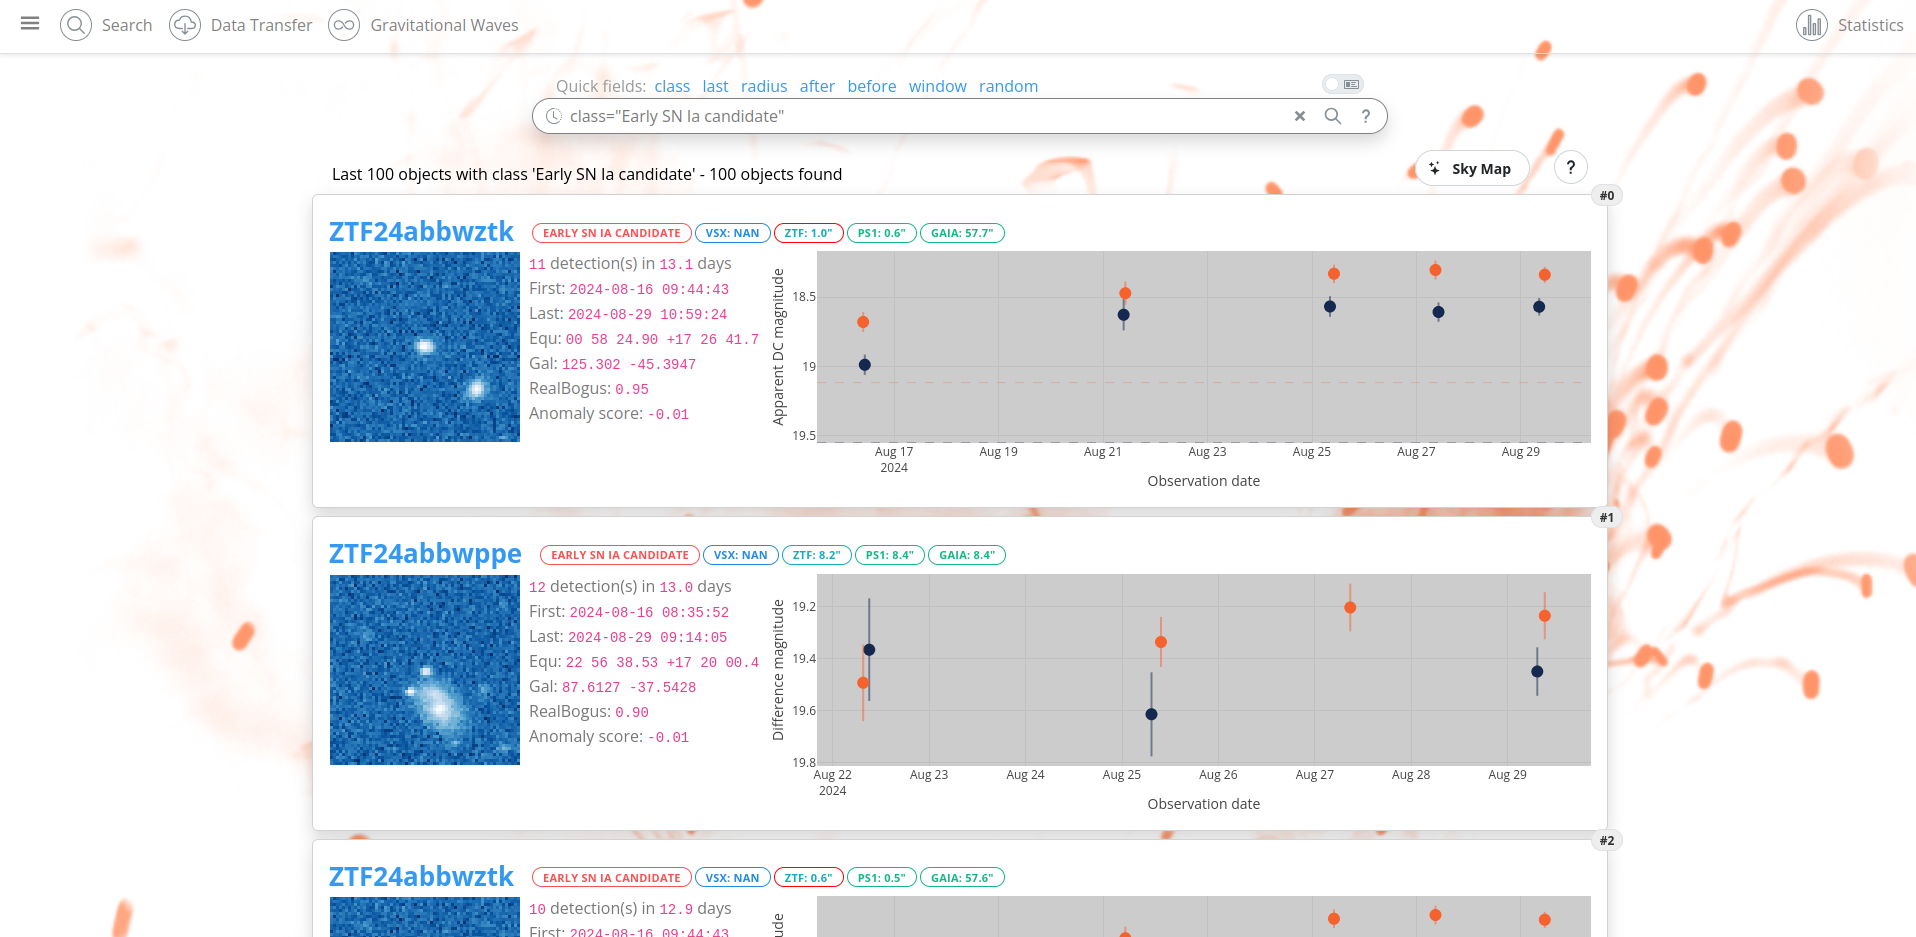 Search Data Transfer Gravitational Waves Statistics
Quick fields: class last radius after before window random
class="Early SN Ia candidate" ?
Last 100 objects with class 'Early SN Ia candidate' - 100 objects found
Sky Map ?
#0
ZTF24abbwztk EARLY SN IA CANDIDATE VSX: NAN ZTF: 1.0" PS1: 0.6" GAIA: 57.7"
11 detection(s) in 13.1 days
First: 2024-08-16 09:44:43
Last: 2024-08-29 10:59:24
Equ: 00 58 24.90 +17 26 41.7
Gal: 125.302 -45.3947
RealBogus: 0.95
Anomaly score: -0.01
Apparent DC magnitude
18.5
19
19.5
Aug 17 Aug 19 Aug 21 Aug 23 Aug 25 Aug 27 Aug 29
2024
Observation date
#1
ZTF24abbwppe EARLY SN IA CANDIDATE VSX: NAN ZTF: 8.2" PS1: 8.4" GAIA: 8.4"
12 detection(s) in 13.0 days
First: 2024-08-16 08:35:52
Last: 2024-08-29 09:14:05
Equ: 22 56 38.53 +17 20 00.4
Gal: 87.6127 -37.5428
RealBogus: 0.90
Anomaly score: -0.01
Difference magnitude
19.2
19.4
19.6
19.8
Aug 22 Aug 23 Aug 24 Aug 25 Aug 26 Aug 27 Aug 28 Aug 29
2024
Observation date
#2
ZTF24abbwztk EARLY SN IA CANDIDATE VSX: NAN ZTF: 0.6" PS1: 0.5" GAIA: 57.6"
10 detection(s) in 12.9 days
First: 2024-08-16 09:44:43